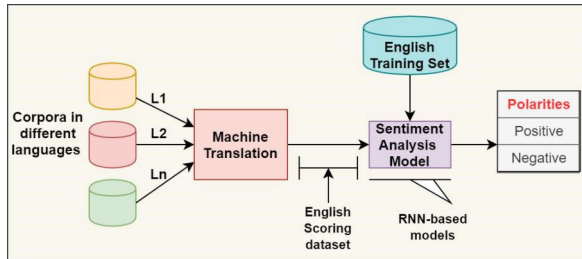 English
Training Set
L1
Corpora in
different
languages
L2
Ln
Machine
Translation
Sentiment
Analysis
Model
Polarities
Positive
Negative
English
Scoring
dataset
RNN-based
models